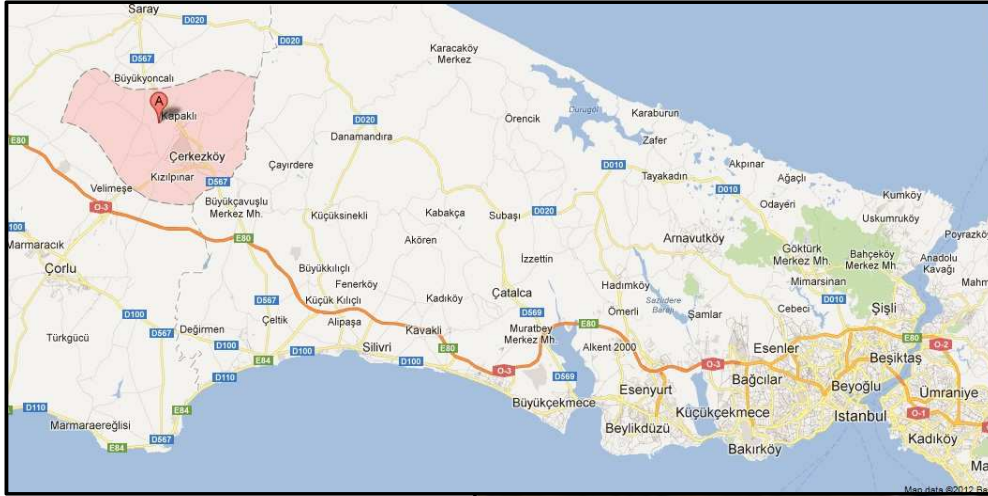 Saray
D020
D020
D567
Karacaköy
Merkez
Büyükyoncalı
A
Kapaklı
Durugöl
Karaburun
Örencik
D020
Danamandıra
Zafer
E80
Çerkezköy
Çayırdere
D010
Akpınar
Tayakadın
Ağaçlı
D010
Kızılpınar
D567
Velimeşe
Kumköy
O-3
Büyükçavuşlu
Merkez Mh.
Küçüksinekli
Kabakça
Subaşı
D020
Odayeri
Uskumruköy
D100
E80
Akören
Arnavutköy
Poyrazköy
Marmaracık
İzzettin
Göktürk
Merkez Mh.
Bahçeköy
Merkez Mh.
Anadolu
Kavağı
Çorlu
Büyükkılıçlı
Fenerköy
Hadımköy
Mimarsinan
Mahm
D567
Küçük Kılıçlı
Kadıköy
Çatalca
Sazlıdere
Barajı
D010
Şişli
D100
Çeltik
Alipaşa
D569
Ömerli
Şamlar
Cebeci
Değirmen
Kavakli
Muratbey
Merkez Mh.
E80
E80
Türkgücü
D100
D100
Silivri
E80
Alkent 2000
Esenler
O-2
E84
D100
O-3
O-3
Beşiktaş
D110
D569
Esenyurt
Bağcılar
Beyoğlu
Ümraniye
D110
E84
Büyükçekmece
Küçükçekmece
Istanbul
O-1
Marmaraereğlisi
D567
Beylikdüzü
Kadıköy
E84
Bakırköy
Ma
Map data ©2012 Ba